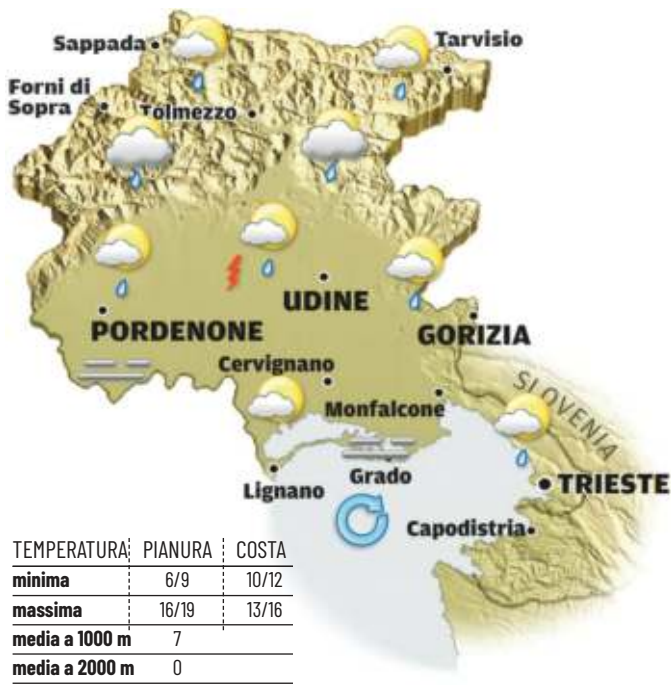 Sappada
Tarvisio
Forni di
Sopra
Tolmezzo
UDINE
PORDENONE
GORIZIA
Cervignano
SLOVENIA
Monfalcone
Lignano
Grado
TRIESTE
Capodistria
TEMPERATURA PIANURA COSTA
minima 6/9 10/12
massima 16/19 13/16
media a 1000 m 7
media a 2000 m 0